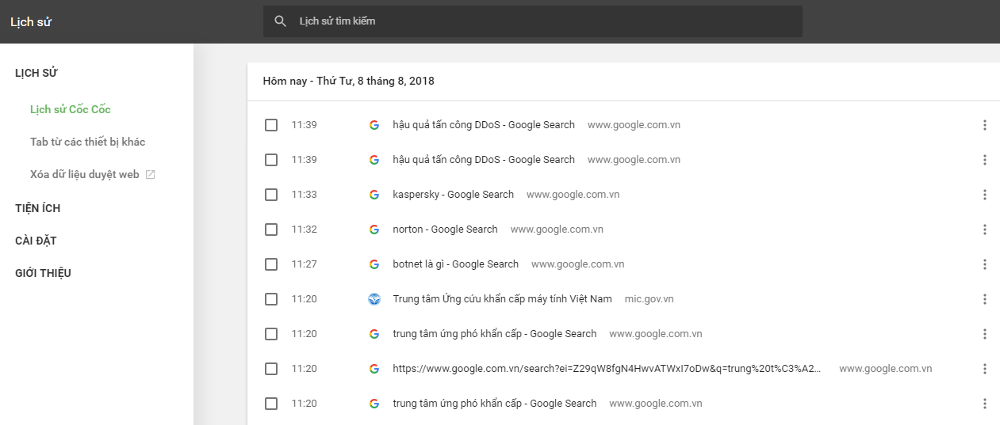 Lịch sử
Lịch sử tìm kiếm
LỊCH SỬ
Lịch sử Cốc Cốc
Tab từ các thiết bị khác
Xóa dữ liệu duyệt web
TIỆN ÍCH
CÀI ĐẶT
GIỚI THIỆU
Hôm nay - Thứ Tư, 8 tháng 8, 2018
11:39 hậu quả tấn công DDoS - Google Search www.google.com.vn
11:39 hậu quả tấn công DDoS - Google Search www.google.com.vn
11:33 kaspersky - Google Search www.google.com.vn
11:32 norton - Google Search www.google.com.vn
11:27 botnet là gì - Google Search www.google.com.vn
11:20 Trung tâm Ứng cứu khẩn cấp máy tính Việt Nam mic.gov.vn
11:20 trung tâm ứng phó khẩn cấp - Google Search www.google.com.vn
11:20 https://www.google.com.vn/search?ei=Z29qW8fgN4HwvATWxI7oDw&q=trung%20t%C3%A2... www.google.com.vn
11:20 trung tâm ứng phó khẩn cấp - Google Search www.google.com.vn